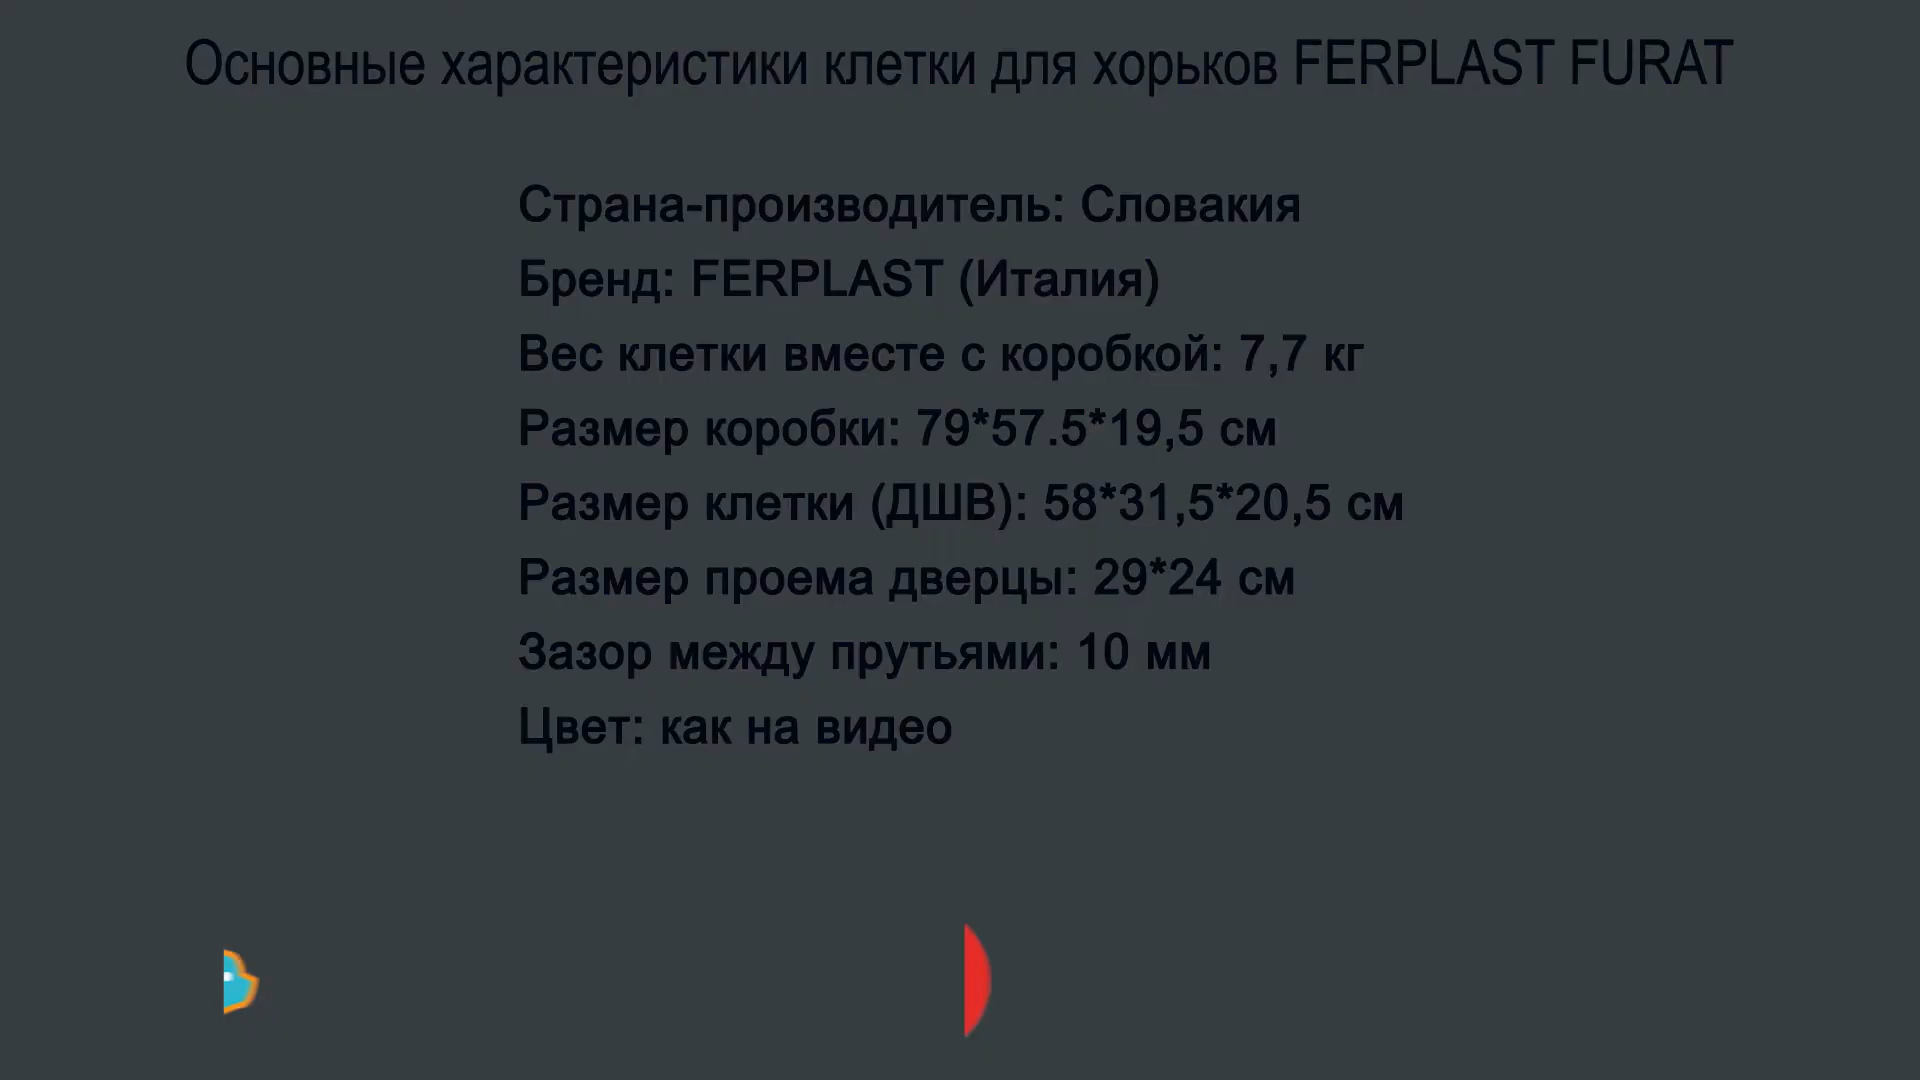 Основные характеристики клетки для хорьков FERPLAST FURAT
Страна-производитель: Словакия
Бренд: FERPLAST (Италия)
Вес клетки вместе с коробкой: 7,7 кг
Размер коробки: 79*57.5*19,5 см
Размер клетки (ДШВ): 58*31,5*20,5 см
Размер проема дверцы: 29*24 см
Зазор между прутьями: 10 мм
Цвет: как на видео